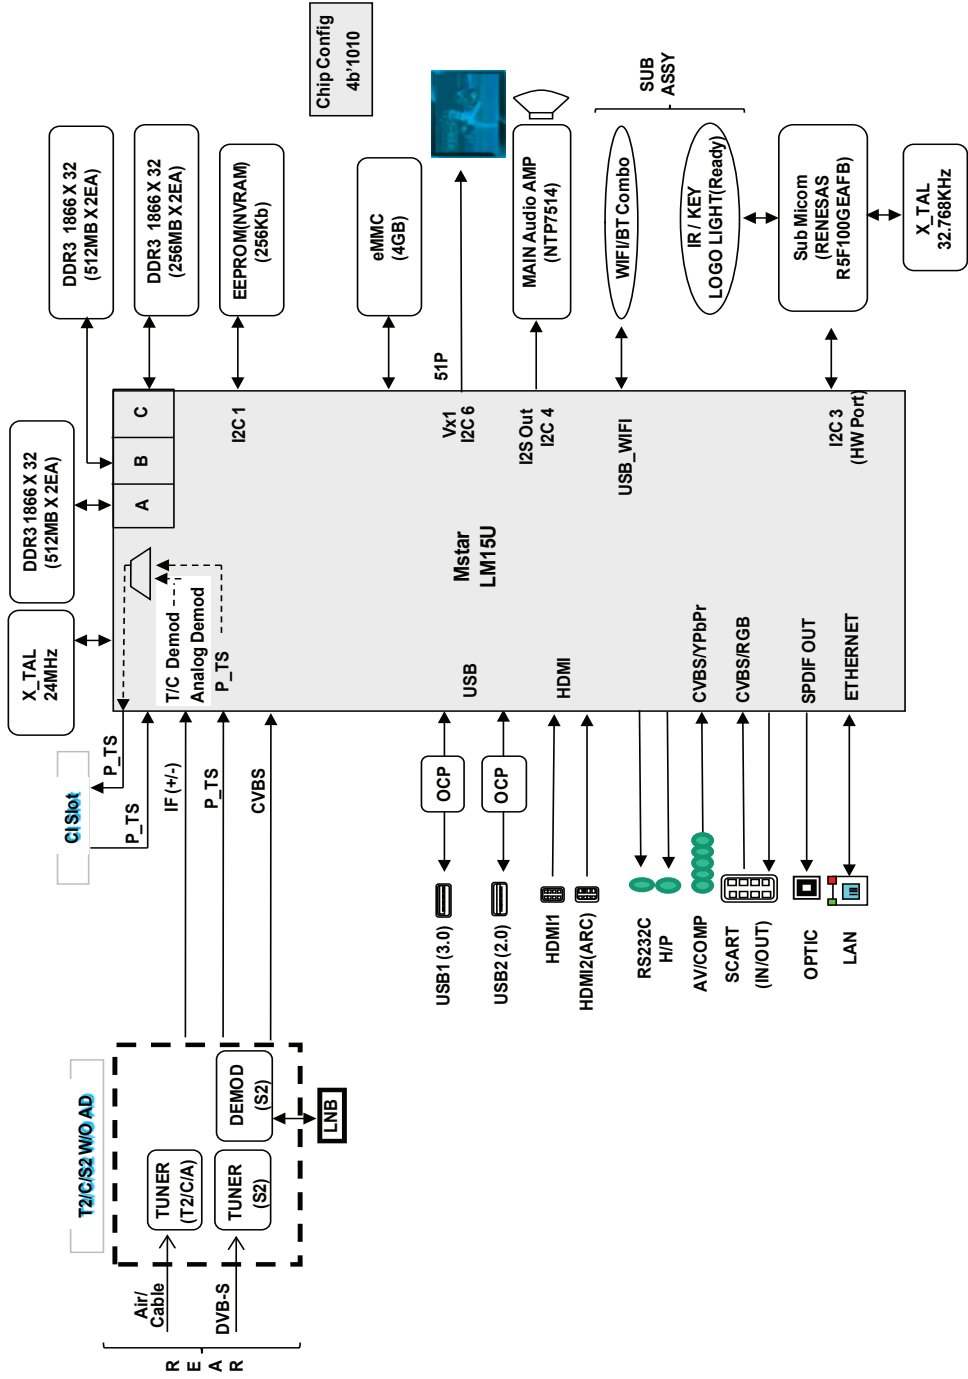 Chip Config
4b'1010
DDR3 1866 X 32
(512MB X 2EA)
DDR3 1866 X 32
(256MB X 2EA)
EEPROM(NVRAM)
(256Kb)
eMMC
(4GB)
MAIN Audio AMP
(NTP7514)
WIFI/BT Combo
IR / KEY
LOGO LIGHT(Ready)
SUB
ASSY
Sub Micom
(RENESAS
R5F100GEAFB)
X_TAL
32.768KHz
DDR3 1866 X 32
(512MB X 2EA)
X_TAL
24MHz
A
B
C
I2C 1
51P
Vx1
I2C 6
I2S Out
I2C 4
USB_WIFI
I2C 3
(HW Port)
Mstar
LM15U
T/C Demod
Analog Demod
P_TS
USB
HDMI
CVBS/YPbPr
CVBS/RGB
SPDIF OUT
ETHERNET
CI Slot
P_TS
P_TS
IF (+/-)
P_TS
CVBS
OCP
OCP
USB1 (3.0)
USB2 (2.0)
HDMI1
HDMI2(ARC)
RS232C
H/P
AV/COMP
SCART
(IN/OUT)
OPTIC
LAN
T2/C/S2 W/O AD
TUNER
(T2/C/A)
TUNER
(S2)
DEMOD
(S2)
LNB
Air/
Cable
DVB-S
R
E
A
R